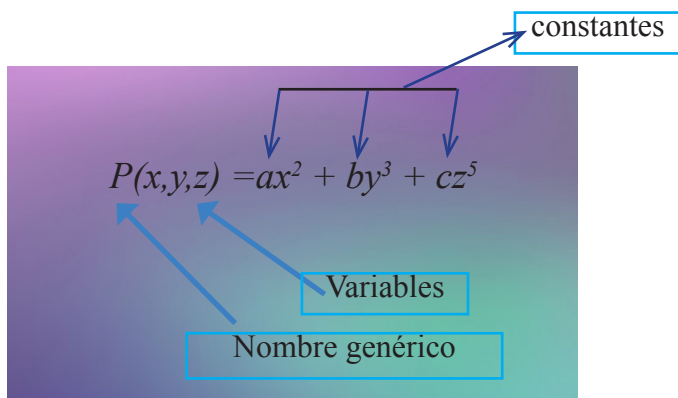 constantes
P(x,y,z) =ax² + by³ + cz⁵
Variables
Nombre genérico